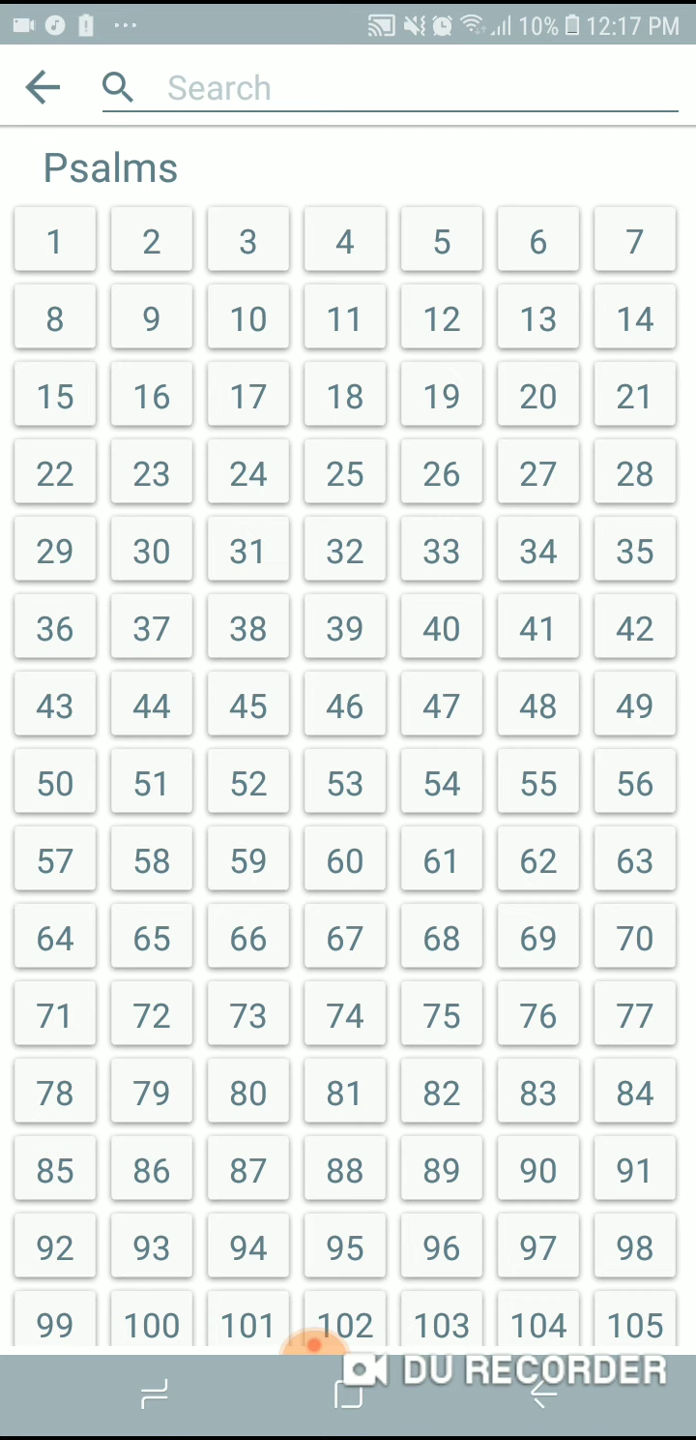 10% 12:17 PM
Search
Psalms
1 2 3 4 5 6 7
8 9 10 11 12 13 14
15 16 17 18 19 20 21
22 23 24 25 26 27 28
29 30 31 32 33 34 35
36 37 38 39 40 41 42
43 44 45 46 47 48 49
50 51 52 53 54 55 56
57 58 59 60 61 62 63
64 65 66 67 68 69 70
71 72 73 74 75 76 77
78 79 80 81 82 83 84
85 86 87 88 89 90 91
92 93 94 95 96 97 98
99 100 101 102 103 104 105
DU RECORDER